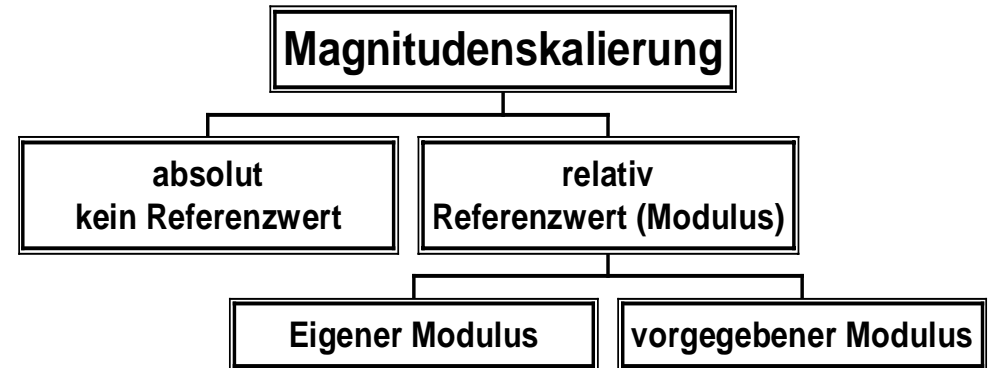 Magnitudenskalierung
absolut
kein Referenzwert
relativ
Referenzwert (Modulus)
Eigener Modulus
vorgegebener Modulus